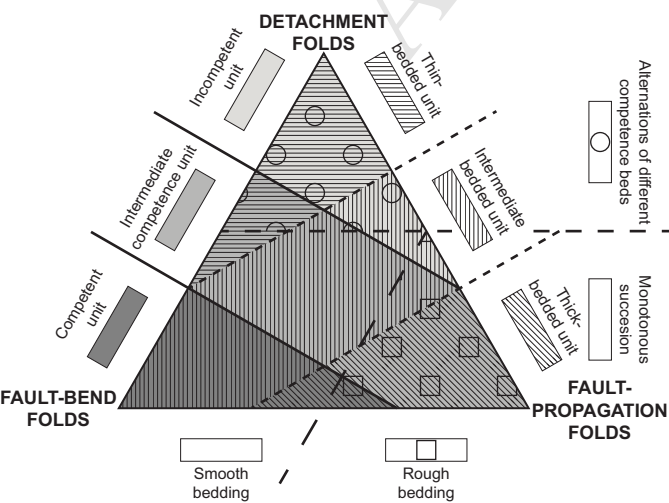 DETACHMENT
FOLDS
Incompetent
unit
Thin-
bedded unit
Alternations of different
competence beds
Intermediate
competence unit
Intermediate
bedded unit
Competent
unit
Thick-
bedded unit
Monotonous
succesion
FAULT-BEND
FOLDS
FAULT-
PROPAGATION
FOLDS
Smooth
bedding
Rough
bedding